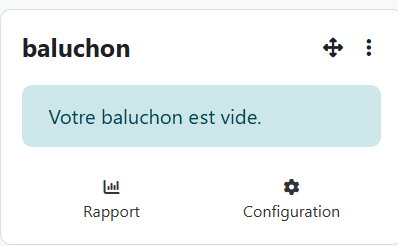 baluchon
Votre baluchon est vide.
Rapport
Configuration